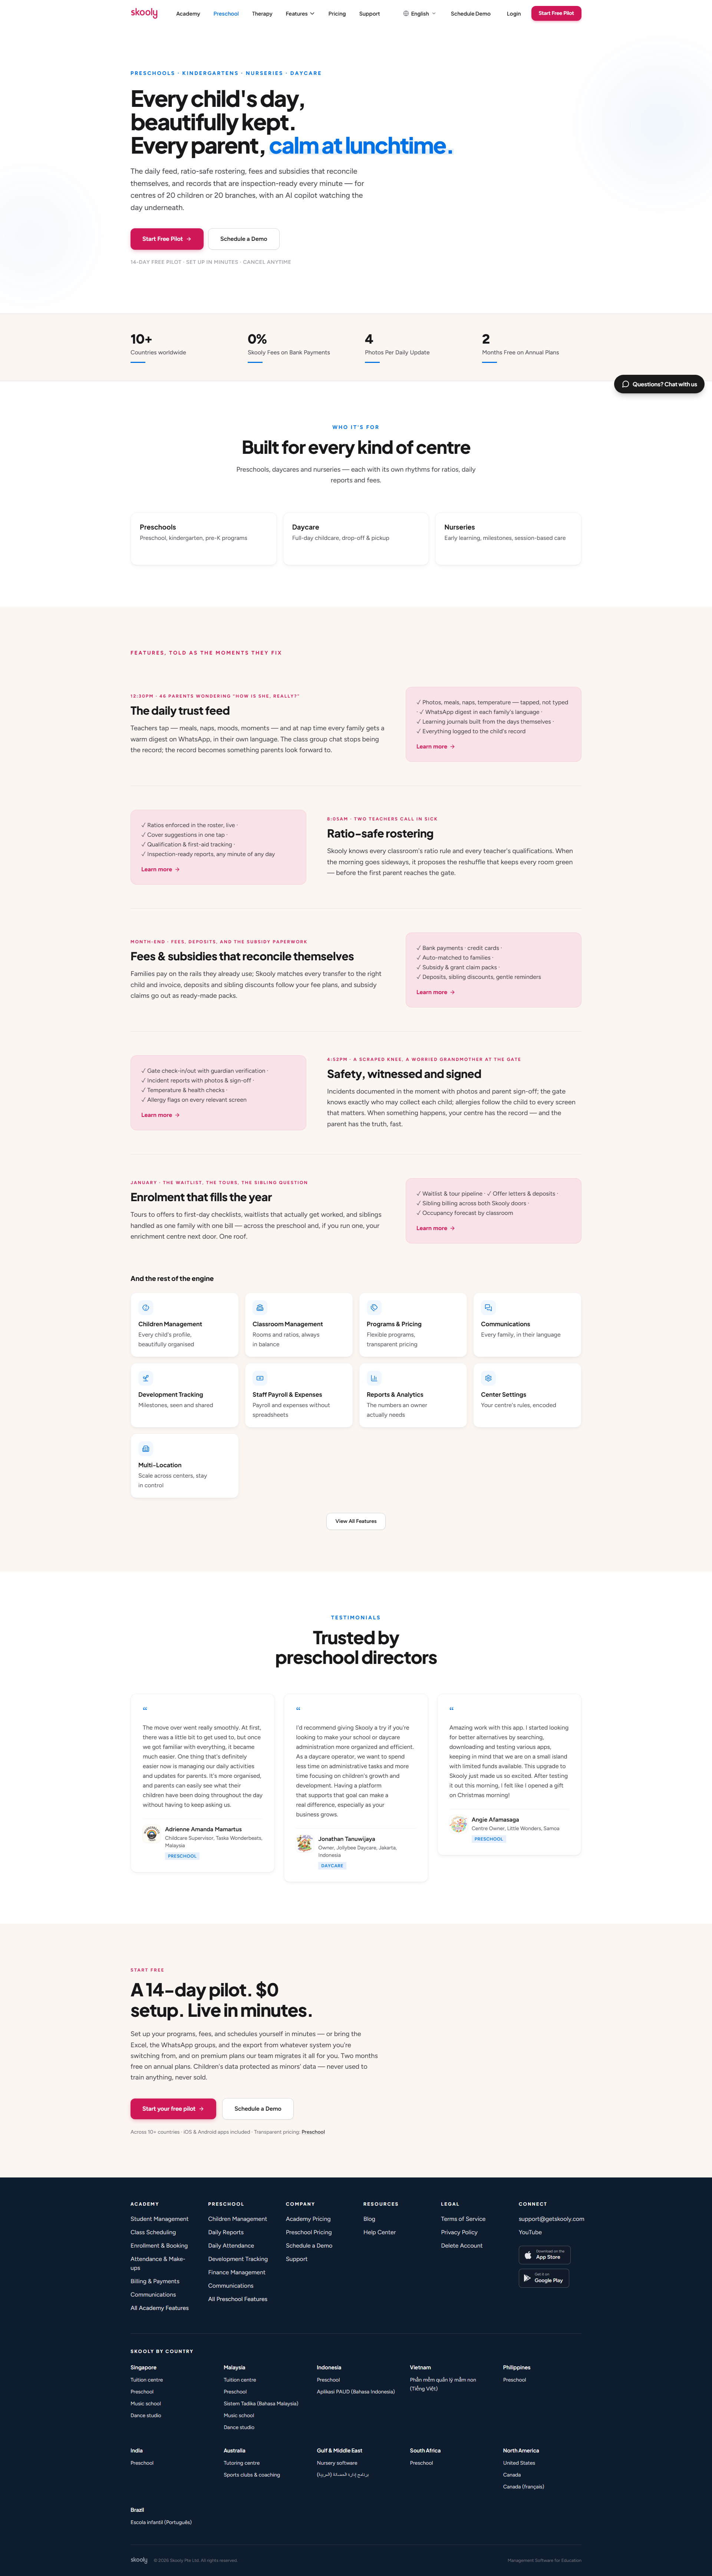 skooly
Academy
Preschool
Therapy
Features
Pricing
Support
English
Schedule Demo
Login
Start Free Pilot
PRESCHOOLS · KINDERGARTENS · NURSERIES · DAYCARE
Every child's day,
beautifully kept.
Every parent, calm at lunchtime.
The daily feed, ratio-safe rostering, fees and subsidies that reconcile
themselves, and records that are inspection-ready every minute — for
centres of 20 children or 20 branches, with an AI copilot watching the
day underneath.
Start Free Pilot →
Schedule a Demo
14-DAY FREE PILOT · SET UP IN MINUTES · CANCEL ANYTIME
10+
Countries worldwide
0%
Skooly Fees on Bank Payments
4
Photos Per Daily Update
2
Months Free on Annual Plans
Questions? Chat with us
WHO IT'S FOR
Built for every kind of centre
Preschools, daycares and nurseries — each with its own rhythms for ratios, daily
reports and fees.
Preschools
Preschool, kindergarten, pre-K programs
Daycare
Full-day childcare, drop-off & pickup
Nurseries
Early learning, milestones, session-based care
FEATURES, TOLD AS THE MOMENTS THEY FIX
12:30PM · 46 PARENTS WONDERING "HOW IS SHE, REALLY?"
The daily trust feed
Teachers tap — meals, naps, moods, moments — and at nap time every family gets a
warm digest on WhatsApp, in their own language. The class group chat stops being
the record; the record becomes something parents look forward to.
✓ Photos, meals, naps, temperature — tapped, not typed
· ✓ WhatsApp digest in each family's language ·
✓ Learning journals built from the days themselves ·
✓ Everything logged to the child's record
Learn more →
✓ Ratios enforced in the roster, live ·
✓ Cover suggestions in one tap ·
✓ Qualification & first-aid tracking ·
✓ Inspection-ready reports, any minute of any day
Learn more →
8:05AM · TWO TEACHERS CALL IN SICK
Ratio-safe rostering
Skooly knows every classroom's ratio rule and every teacher's qualifications. When
the morning goes sideways, it proposes the reshuffle that keeps every room green
— before the first parent reaches the gate.
MONTH-END · FEES, DEPOSITS, AND THE SUBSIDY PAPERWORK
Fees & subsidies that reconcile themselves
Families pay on the rails they already use; Skooly matches every transfer to the right
child and invoice, deposits and sibling discounts follow your fee plans, and subsidy
claims go out as ready-made packs.
✓ Bank payments · credit cards ·
✓ Auto-matched to families ·
✓ Subsidy & grant claim packs ·
✓ Deposits, sibling discounts, gentle reminders
Learn more →
✓ Gate check-in/out with guardian verification ·
✓ Incident reports with photos & sign-off ·
✓ Temperature & health checks ·
✓ Allergy flags on every relevant screen
Learn more →
4:52PM · A SCRAPED KNEE, A WORRIED GRANDMOTHER AT THE GATE
Safety, witnessed and signed
Incidents documented in the moment with photos and parent sign-off; the gate
knows exactly who may collect each child; allergies follow the child to every screen
that matters. When something happens, your centre has the record — and the
parent has the truth, fast.
JANUARY · THE WAITLIST, THE TOURS, THE SIBLING QUESTION
Enrolment that fills the year
Tours to offers to first-day checklists, waitlists that actually get worked, and siblings
handled as one family with one bill — across the preschool and, if you run one, your
enrichment centre next door. One roof.
✓ Waitlist & tour pipeline · ✓ Offer letters & deposits ·
✓ Sibling billing across both Skooly doors ·
✓ Occupancy forecast by classroom
Learn more →
And the rest of the engine
Children Management
Every child's profile,
beautifully organised
Classroom Management
Rooms and ratios, always
in balance
Programs & Pricing
Flexible programs,
transparent pricing
Communications
Every family, in their language
Development Tracking
Milestones, seen and shared
Staff Payroll & Expenses
Payroll and expenses without
spreadsheets
Reports & Analytics
The numbers an owner
actually needs
Center Settings
Your centre's rules, encoded
Multi-Location
Scale across centers, stay
in control
View All Features
TESTIMONIALS
Trusted by
preschool directors
“
The move over went really smoothly. At first,
there was a little bit to get used to, but once
we got familiar with everything, it became
much easier. One thing that's definitely
easier now is managing our daily activities
and updates for parents. It's more organised,
and parents can easily see what their
children have been doing throughout the day
without having to keep asking us.
Adrienne Amanda Mamartus
Childcare Supervisor, Taska Wonderbeats,
Malaysia
PRESCHOOL
“
I'd recommend giving Skooly a try if you're
looking to make your school or daycare
administration more organized and efficient.
As a daycare operator, we want to spend
less time on administrative tasks and more
time focusing on children's growth and
development. Having a platform
that supports that goal can make a
real difference, especially as your
business grows.
Jonathan Tanuwijaya
Owner, Jollybee Daycare, Jakarta,
Indonesia
DAYCARE
“
Amazing work with this app. I started looking
for better alternatives by searching,
downloading and testing various apps,
keeping in mind that we are on a small island
with limited funds available. This upgrade to
Skooly just made us so excited. After testing
it out this morning, I felt like I opened a gift
on Christmas morning!
Angie Afamasaga
Centre Owner, Little Wonders, Samoa
PRESCHOOL
START FREE
A 14-day pilot. $0
setup. Live in minutes.
Set up your programs, fees, and schedules yourself in minutes — or bring the
Excel, the WhatsApp groups, and the export from whatever system you're
switching from, and on premium plans our team migrates it all for you. Two months
free on annual plans. Children's data protected as minors' data — never used to
train anything, never sold.
Start your free pilot →
Schedule a Demo
Across 10+ countries · iOS & Android apps included · Transparent pricing: Preschool
ACADEMY
Student Management
Class Scheduling
Enrollment & Booking
Attendance & Make-
ups
Billing & Payments
Communications
All Academy Features
PRESCHOOL
Children Management
Daily Reports
Daily Attendance
Development Tracking
Finance Management
Communications
All Preschool Features
COMPANY
Academy Pricing
Preschool Pricing
Schedule a Demo
Support
RESOURCES
Blog
Help Center
LEGAL
Terms of Service
Privacy Policy
Delete Account
CONNECT
support@getskooly.com
YouTube
Download on the
App Store
Get it on
Google Play
SKOOLY BY COUNTRY
Singapore
Tuition centre
Preschool
Music school
Dance studio
Malaysia
Tuition centre
Preschool
Sistem Tadika (Bahasa Malaysia)
Music school
Dance studio
Indonesia
Preschool
Aplikasi PAUD (Bahasa Indonesia)
Vietnam
Phần mềm quản lý mầm non
(Tiếng Việt)
Philippines
Preschool
India
Preschool
Australia
Tutoring centre
Sports clubs & coaching
Gulf & Middle East
Nursery software
برنامج إدارة الحضانة (العربية)
South Africa
Preschool
North America
United States
Canada
Canada (français)
Brazil
Escola infantil (Português)
skooly
© 2026 Skooly Pte Ltd. All rights reserved.
Management Software for Education